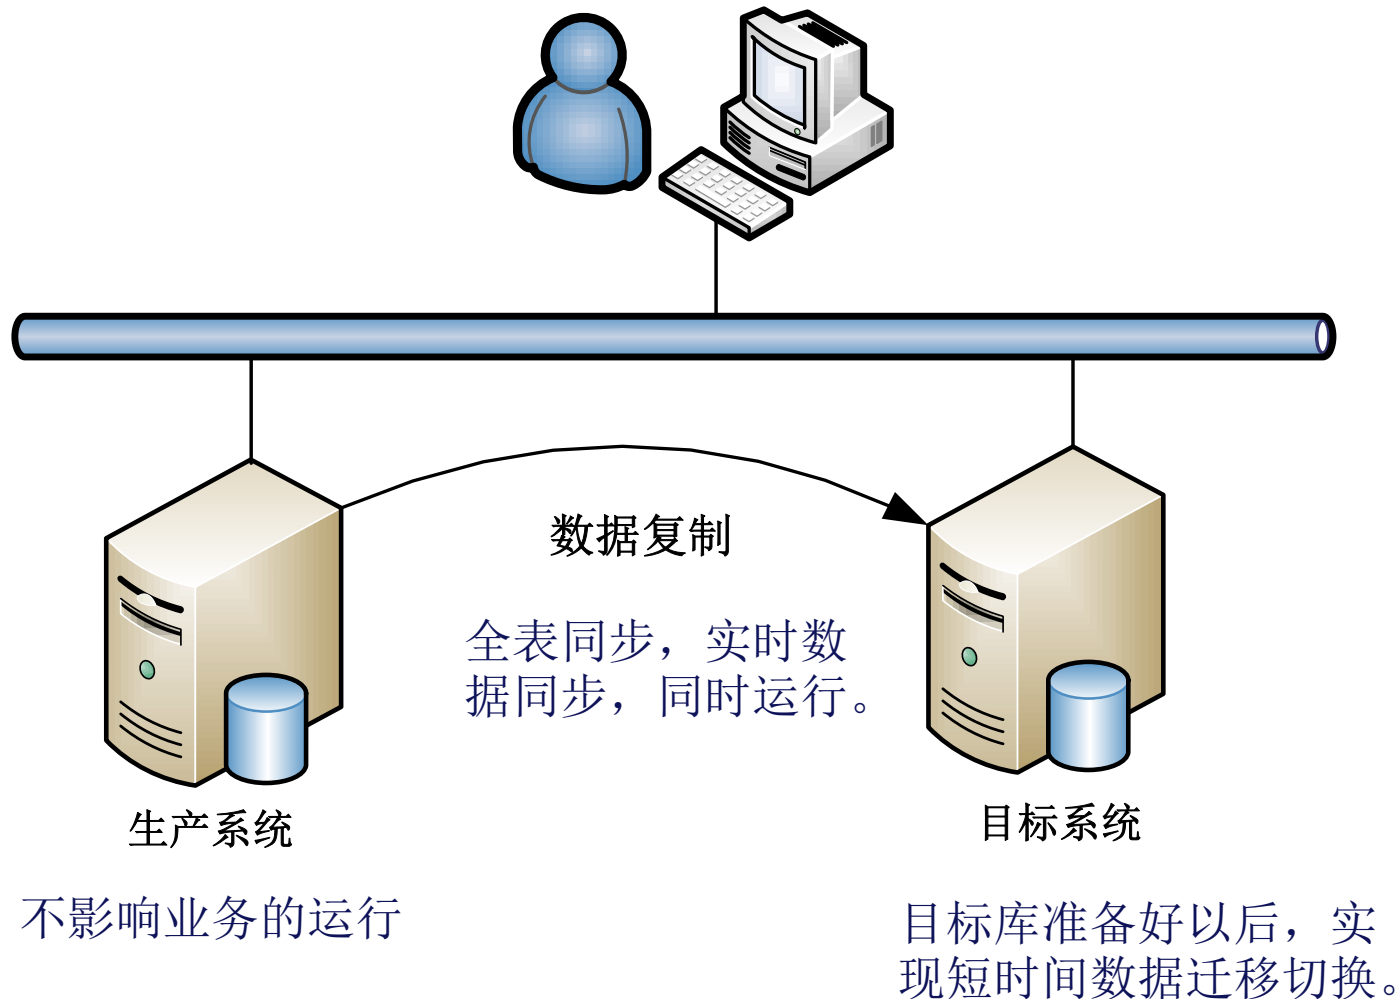 数据复制
全表同步，实时数
据同步，同时运行。
生产系统
目标系统
不影响业务的运行
目标库准备好以后，实
现短时间数据迁移切换。